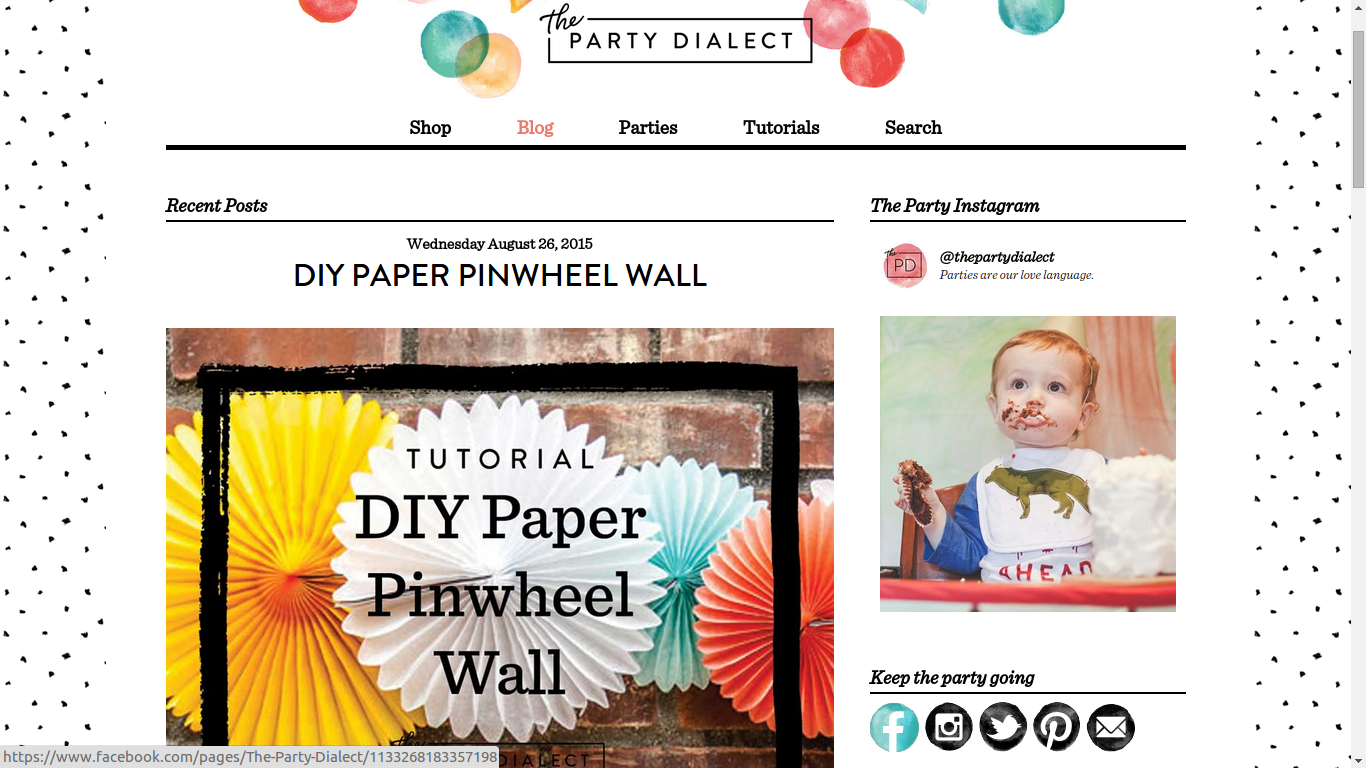 The
PARTY DIALECT
Shop
Blog
Parties
Tutorials
Search
Recent Posts
Wednesday August 26, 2015
DIY PAPER PINWHEEL WALL
TUTORIAL
DIY Paper
Pinwheel
Wall
the
DIALECT
The Party Instagram
the
PD
@thepartydialect
Parties are our love language.
AHEAD
Keep the party going
https://www.facebook.com/pages/The-Party-Dialect/1133268183357198